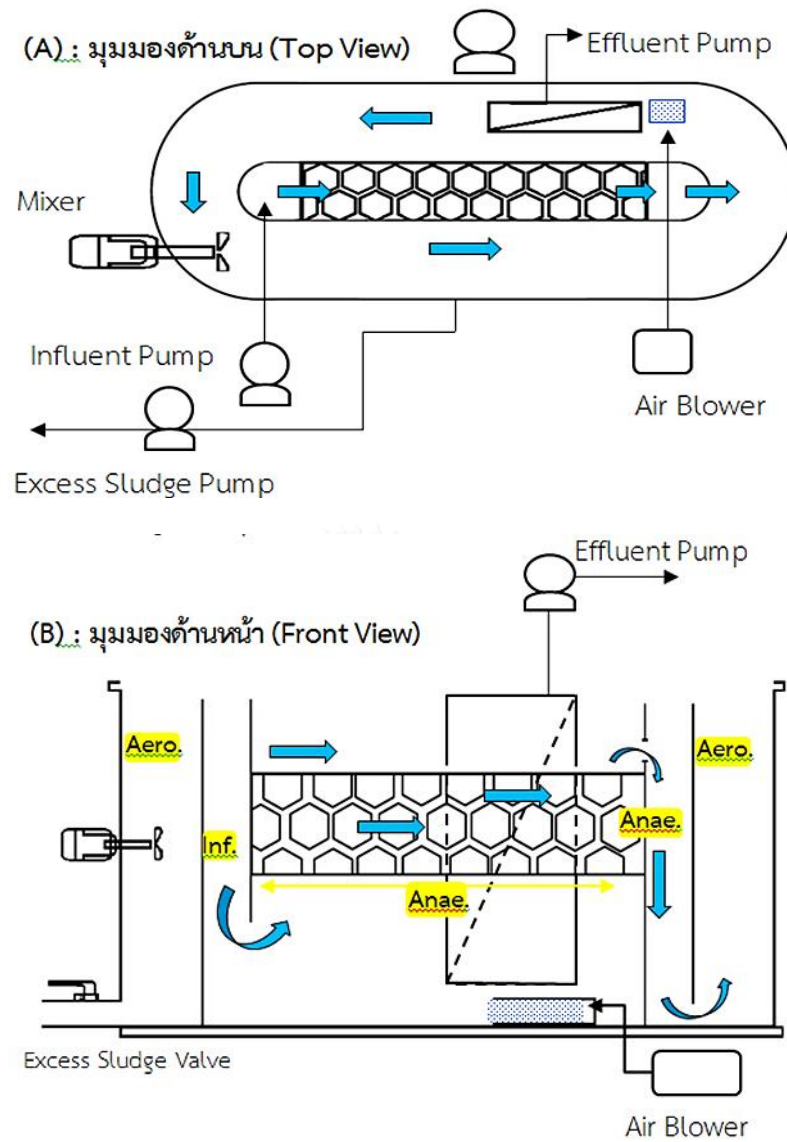 (A) : มุมมองด้านบน (Top View)
Effluent Pump
Mixer
Influent Pump
Air Blower
Excess Sludge Pump
Effluent Pump
(B) : มุมมองด้านหน้า (Front View)
Aero.
Aero.
Inf.
Anae.
Anae.
Excess Sludge Valve
Air Blower